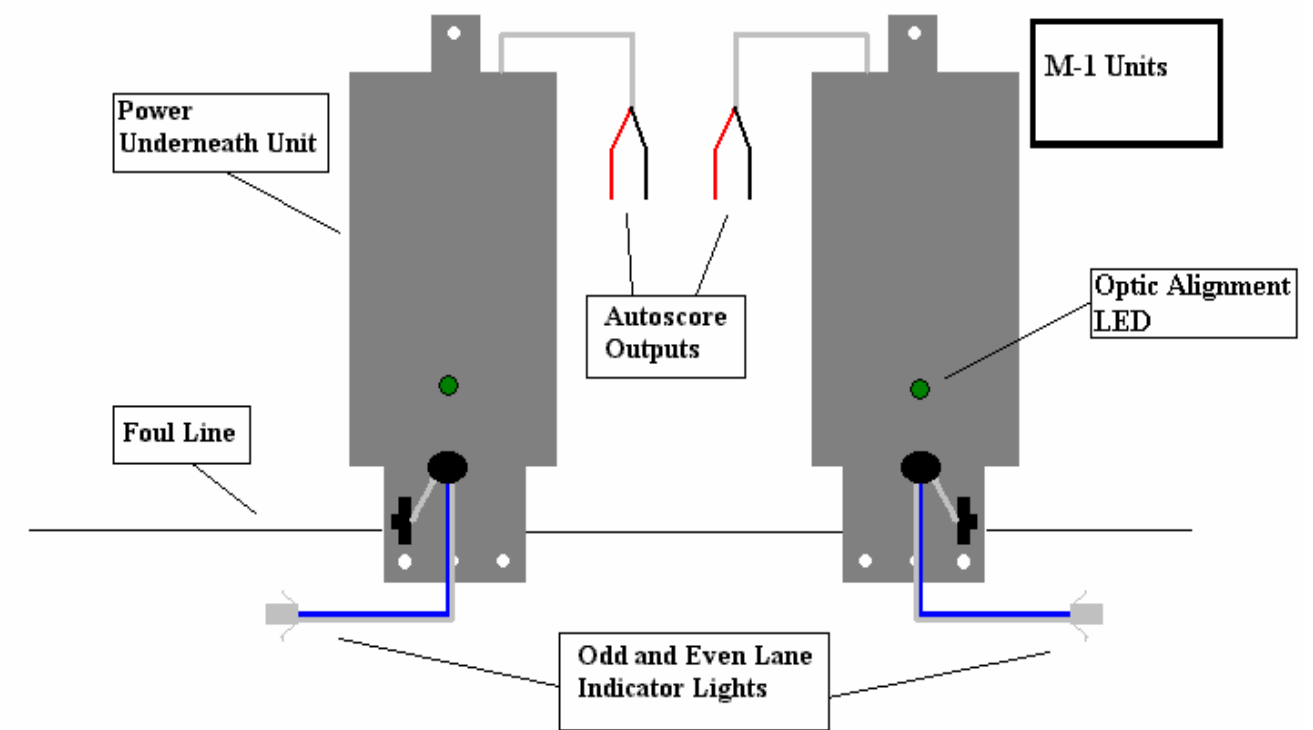 M-1 Units
Power
Underneath Unit
Optic Alignment
LED
Autoscore
Outputs
Foul Line
Odd and Even Lane
Indicator Lights